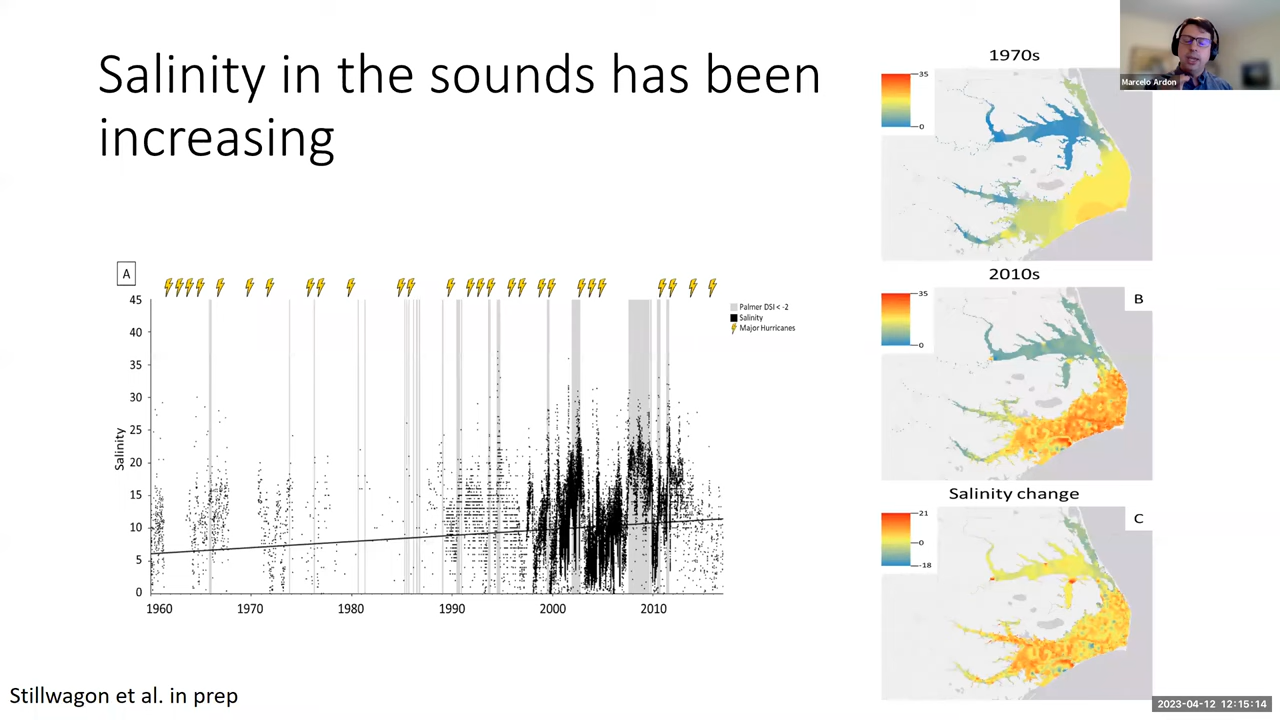 Salinity in the sounds has been
increasing
A
45
40
35
30
25
20
15
10
5
0
Salinity
1960
1970
1980
1990
2000
2010
Palmer DSI < -2
Salinity
Major Hurricanes
1970s
35
0
2010s
B
35
0
Salinity change
C
21
0
-18
Marcelo Ardon
Stillwagon et al. in prep
2023-04-12 12:15:14